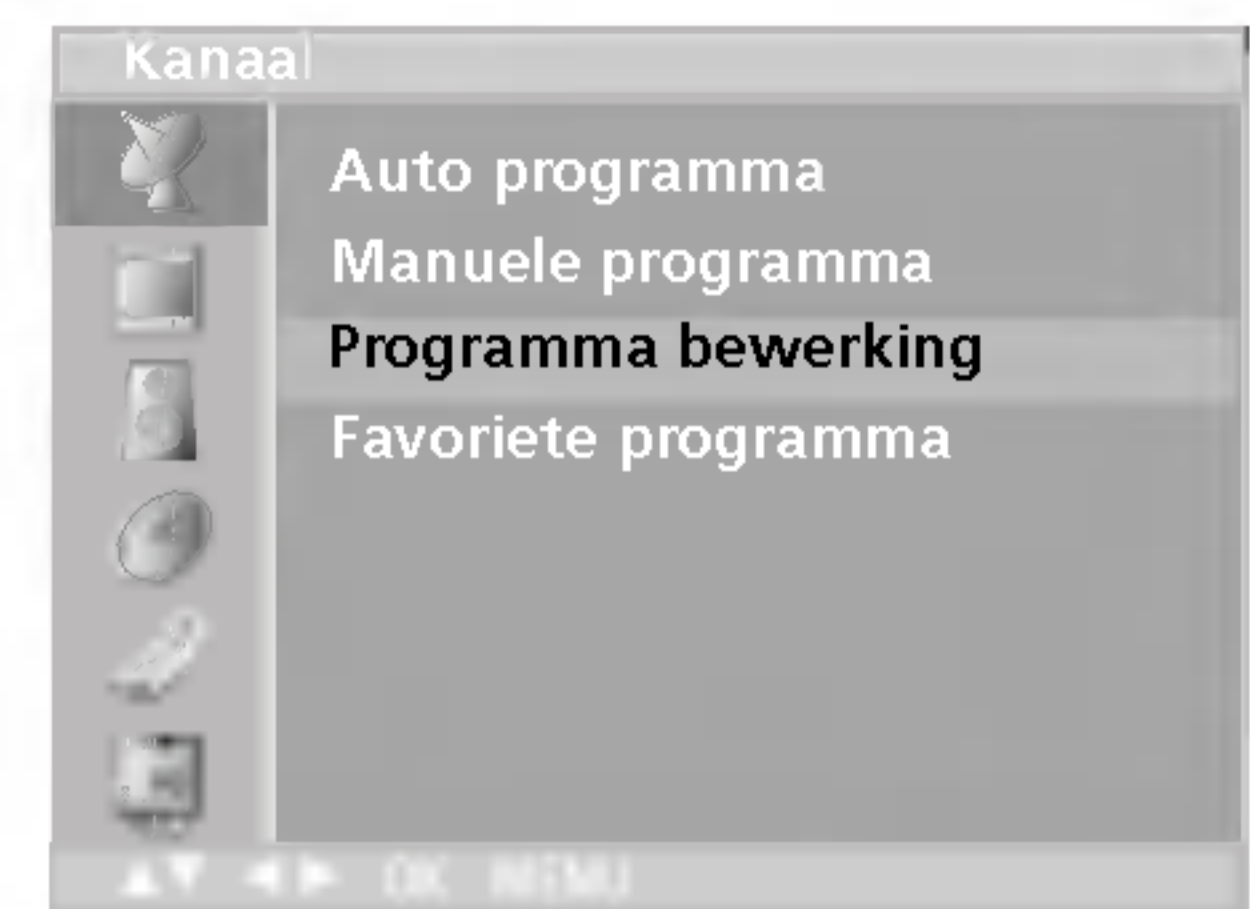 Kanaal
Auto programma
Manuele programma
Programma bewerking
Favoriete programma
▲▼ ◀▶ OK MENU